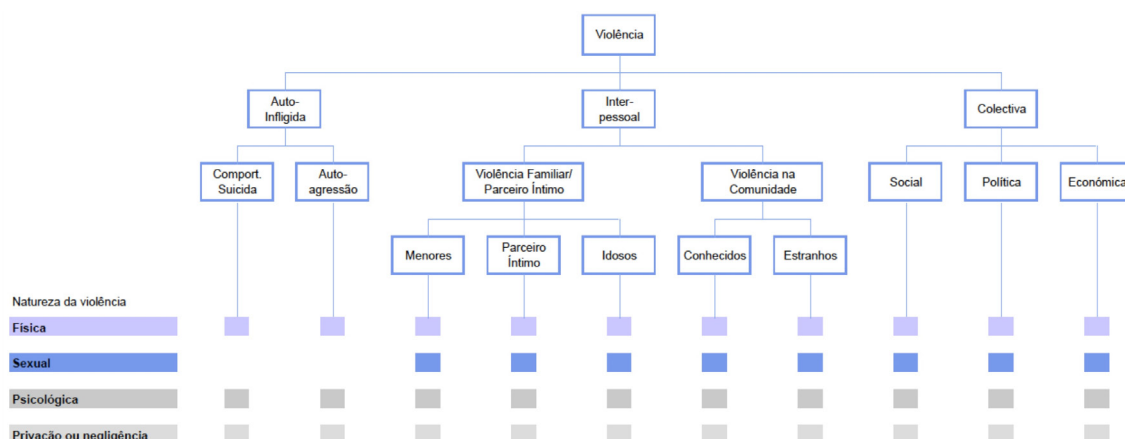 Violência
Auto-
Infligida
Inter-
pessoal
Colectiva
Comport.
Suicida
Auto-
agressão
Violência Familiar/
Parceiro Íntimo
Violência na
Comunidade
Social
Política
Económica
Menores
Parceiro
Íntimo
Idosos
Conhecidos
Estranhos
Natureza da violência
Física
Sexual
Psicológica
Privação ou negligência